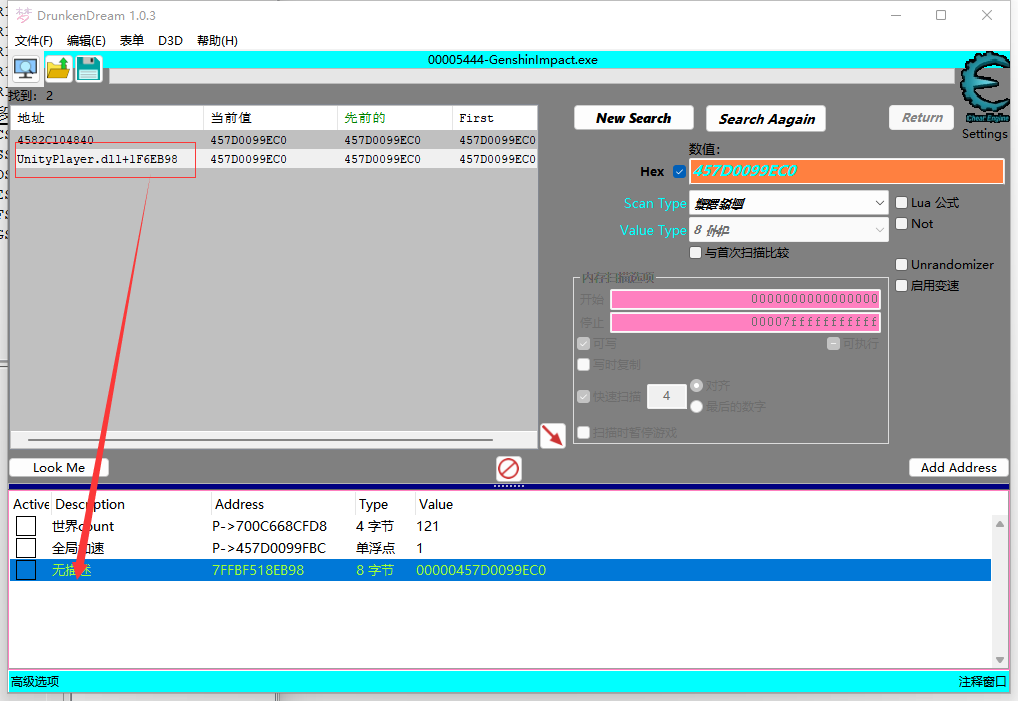 DrunkenDream 1.0.3
文件(F) 编辑(E) 表单 D3D 帮助(H)
00005444-GenshinImpact.exe
找到: 2
地址 当前值 先前的 First
4582C104840 457D0099EC0 457D0099EC0 457D0099EC0
UnityPlayer.dll+1F6EB98 457D0099EC0 457D0099EC0 457D0099EC0
New Search Search Aagain Return
Cheat Engine
Settings
数值:
Hex 457D0099EC0
Scan Type
Lua 公式
Value Type 8
Not
与首次扫描比较
Unrandomizer
启用变速
内存扫描选项
开始 0000000000000000
停止 00007fffffffffff
可写 可执行
写时复制
快速扫描 4 对齐
最后的数字
扫描时暂停游戏
Look Me Add Address
Active Description Address Type Value
世界count P->700C668CFD8 4 字节 121
全局加速 P->457D0099FBC 单浮点 1
无描述 7FFBF518EB98 8 字节 00000457D0099EC0
高级选项 注释窗口